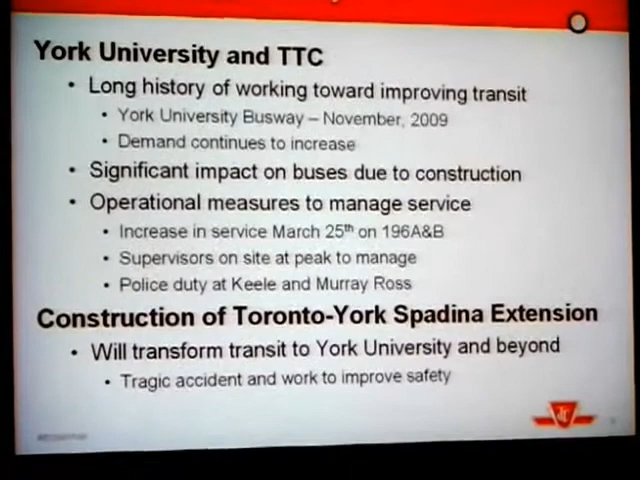 York University and TTC
• Long history of working toward improving transit
• York University Busway – November, 2009
• Demand continues to increase
• Significant impact on buses due to construction
• Operational measures to manage service
• Increase in service March 25th on 196A&B
• Supervisors on site at peak to manage
• Police duty at Keele and Murray Ross
Construction of Toronto-York Spadina Extension
• Will transform transit to York University and beyond
• Tragic accident and work to improve safety